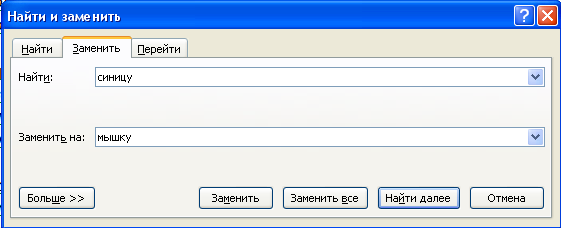 Найти и заменить
Найти Заменить Перейти
Найти: синицу
Заменить на: мышку
Больше >> Заменить Заменить все Найти далее Отмена